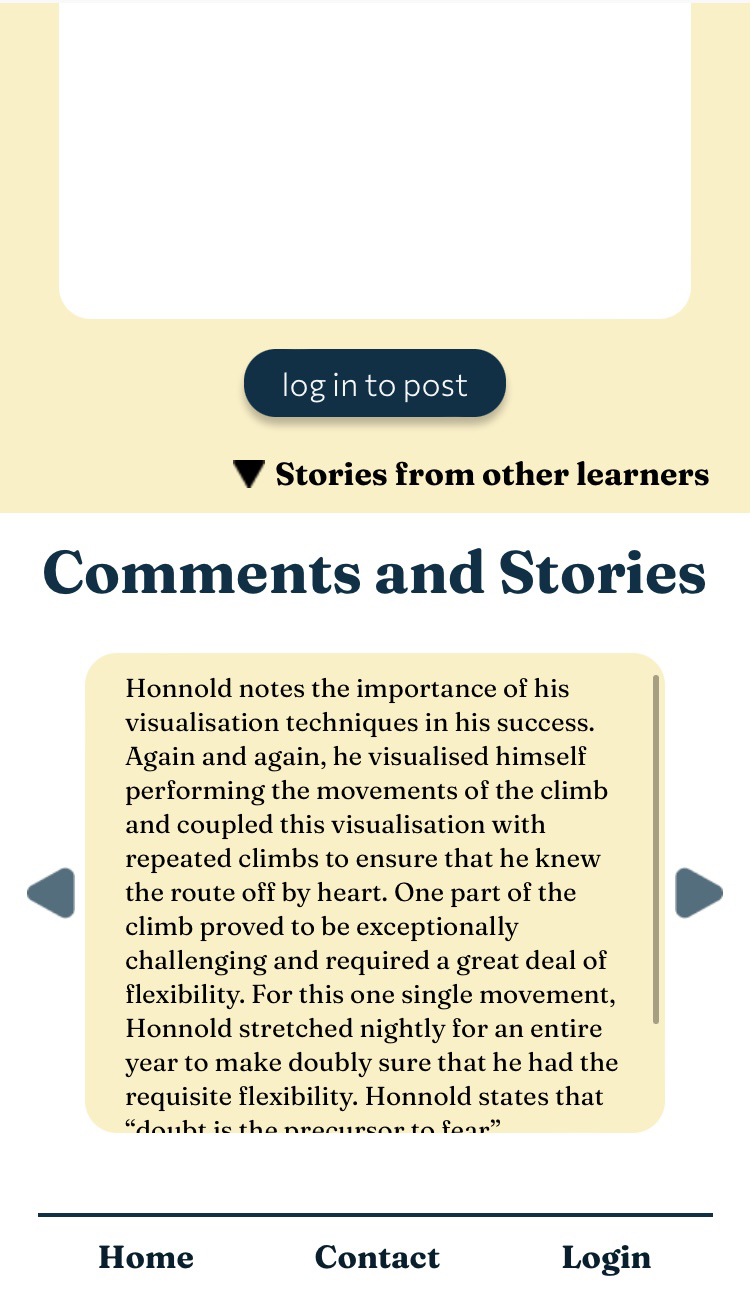 log in to post
Stories from other learners
Comments and Stories
Honnold notes the importance of his
visualisation techniques in his success.
Again and again, he visualised himself
performing the movements of the climb
and coupled this visualisation with
repeated climbs to ensure that he knew
the route off by heart. One part of the
climb proved to be exceptionally
challenging and required a great deal of
flexibility. For this one single movement,
Honnold stretched nightly for an entire
year to make doubly sure that he had the
requisite flexibility. Honnold states that
“doubt is the precursor to fear”
Home
Contact
Login